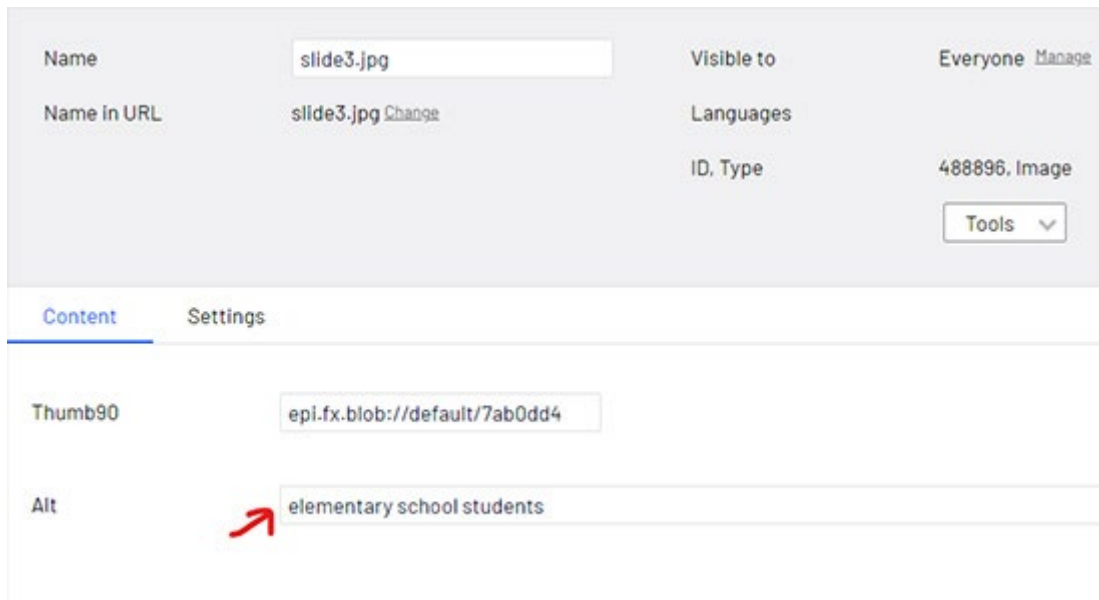 Name slide3.jpg Visible to Everyone Manage
Name in URL slide3.jpg Change Languages
ID, Type 488896, Image
Tools
Content Settings
Thumb90 epi.fx.blob://default/7ab0dd4
Alt elementary school students